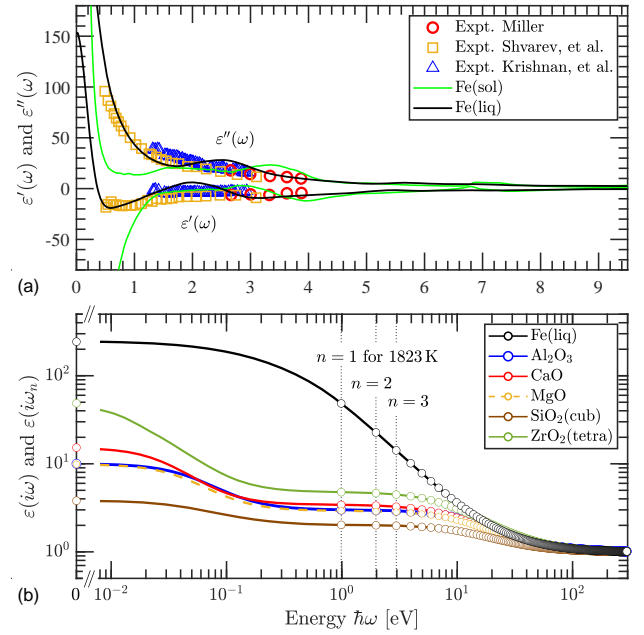 150
100
50
0
-50
ε′(ω) and ε″(ω)
Expt. Miller
Expt. Shvarev, et al.
Expt. Krishnan, et al.
Fe(sol)
Fe(liq)
ε″(ω)
ε′(ω)
(a)
0 1 2 3 4 5 6 7 8 9
10²
10¹
10⁰
ε(iω) and ε(iωₙ)
Fe(liq)
Al₂O₃
CaO
MgO
SiO₂(cub)
ZrO₂(tetra)
n = 1 for 1823 K
n = 2
n = 3
(b)
0 10⁻² 10⁻¹ 10⁰ 10¹ 10²
Energy ℏω [eV]